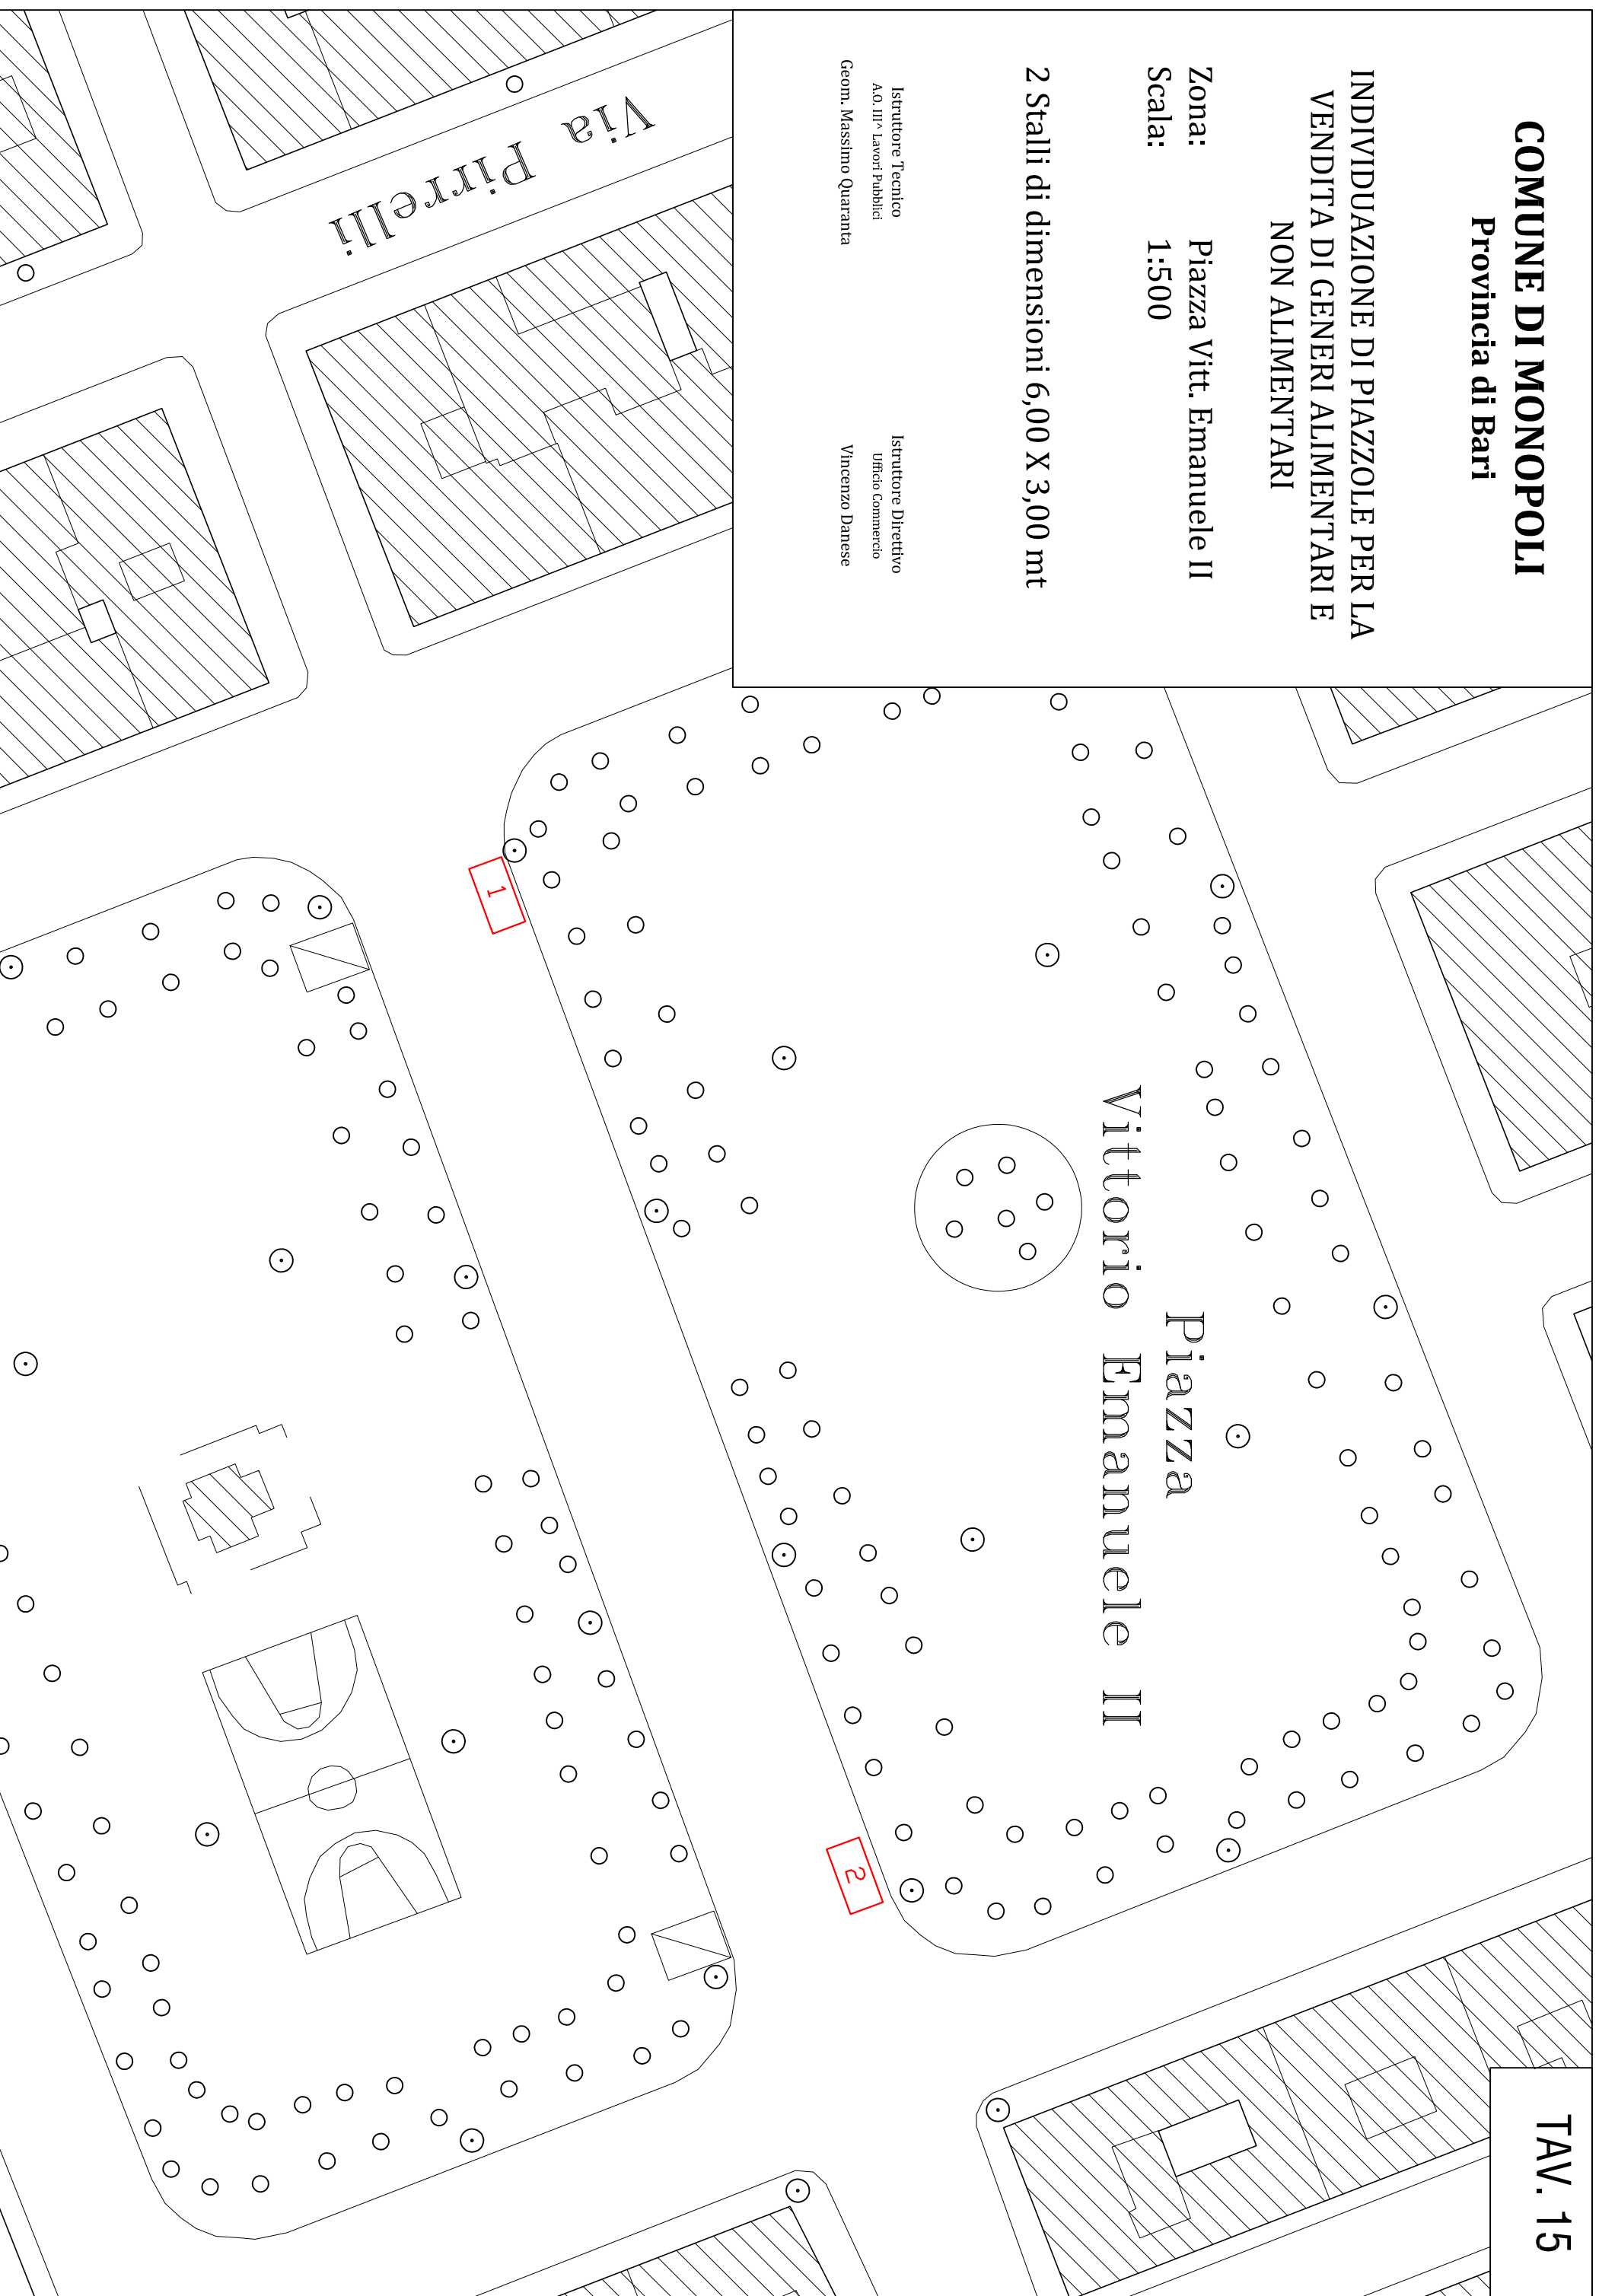 COMUNE DI MONOPOLI
Provincia di Bari
INDIVIDUAZIONE DI PIAZZOLE PER LA
VENDITA DI GENERI ALIMENTARI E
NON ALIMENTARI
Zona: Piazza Vitt. Emanuele II
Scala: 1:500
2 Stalli di dimensioni 6,00 X 3,00 mt
Istruttore Tecnico
A.O. III^ Lavori Pubblici
Geom. Massimo Quaranta
Istruttore Direttivo
Ufficio Commercio
Vincenzo Danese
Via Pirrelli
Piazza
Vittorio Emanuele II
1
2
TAV. 15